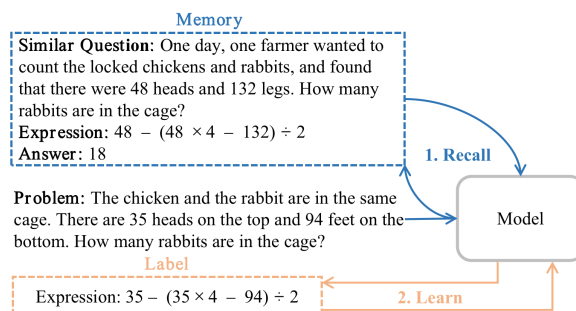 Memory
Similar Question: One day, one farmer wanted to
count the locked chickens and rabbits, and found
that there were 48 heads and 132 legs. How many
rabbits are in the cage?
Expression: 48 − (48 × 4 − 132) ÷ 2
Answer: 18
1. Recall
Problem: The chicken and the rabbit are in the same
cage. There are 35 heads on the top and 94 feet on the
bottom. How many rabbits are in the cage?
Model
Label
Expression: 35 − (35 × 4 − 94) ÷ 2
2. Learn